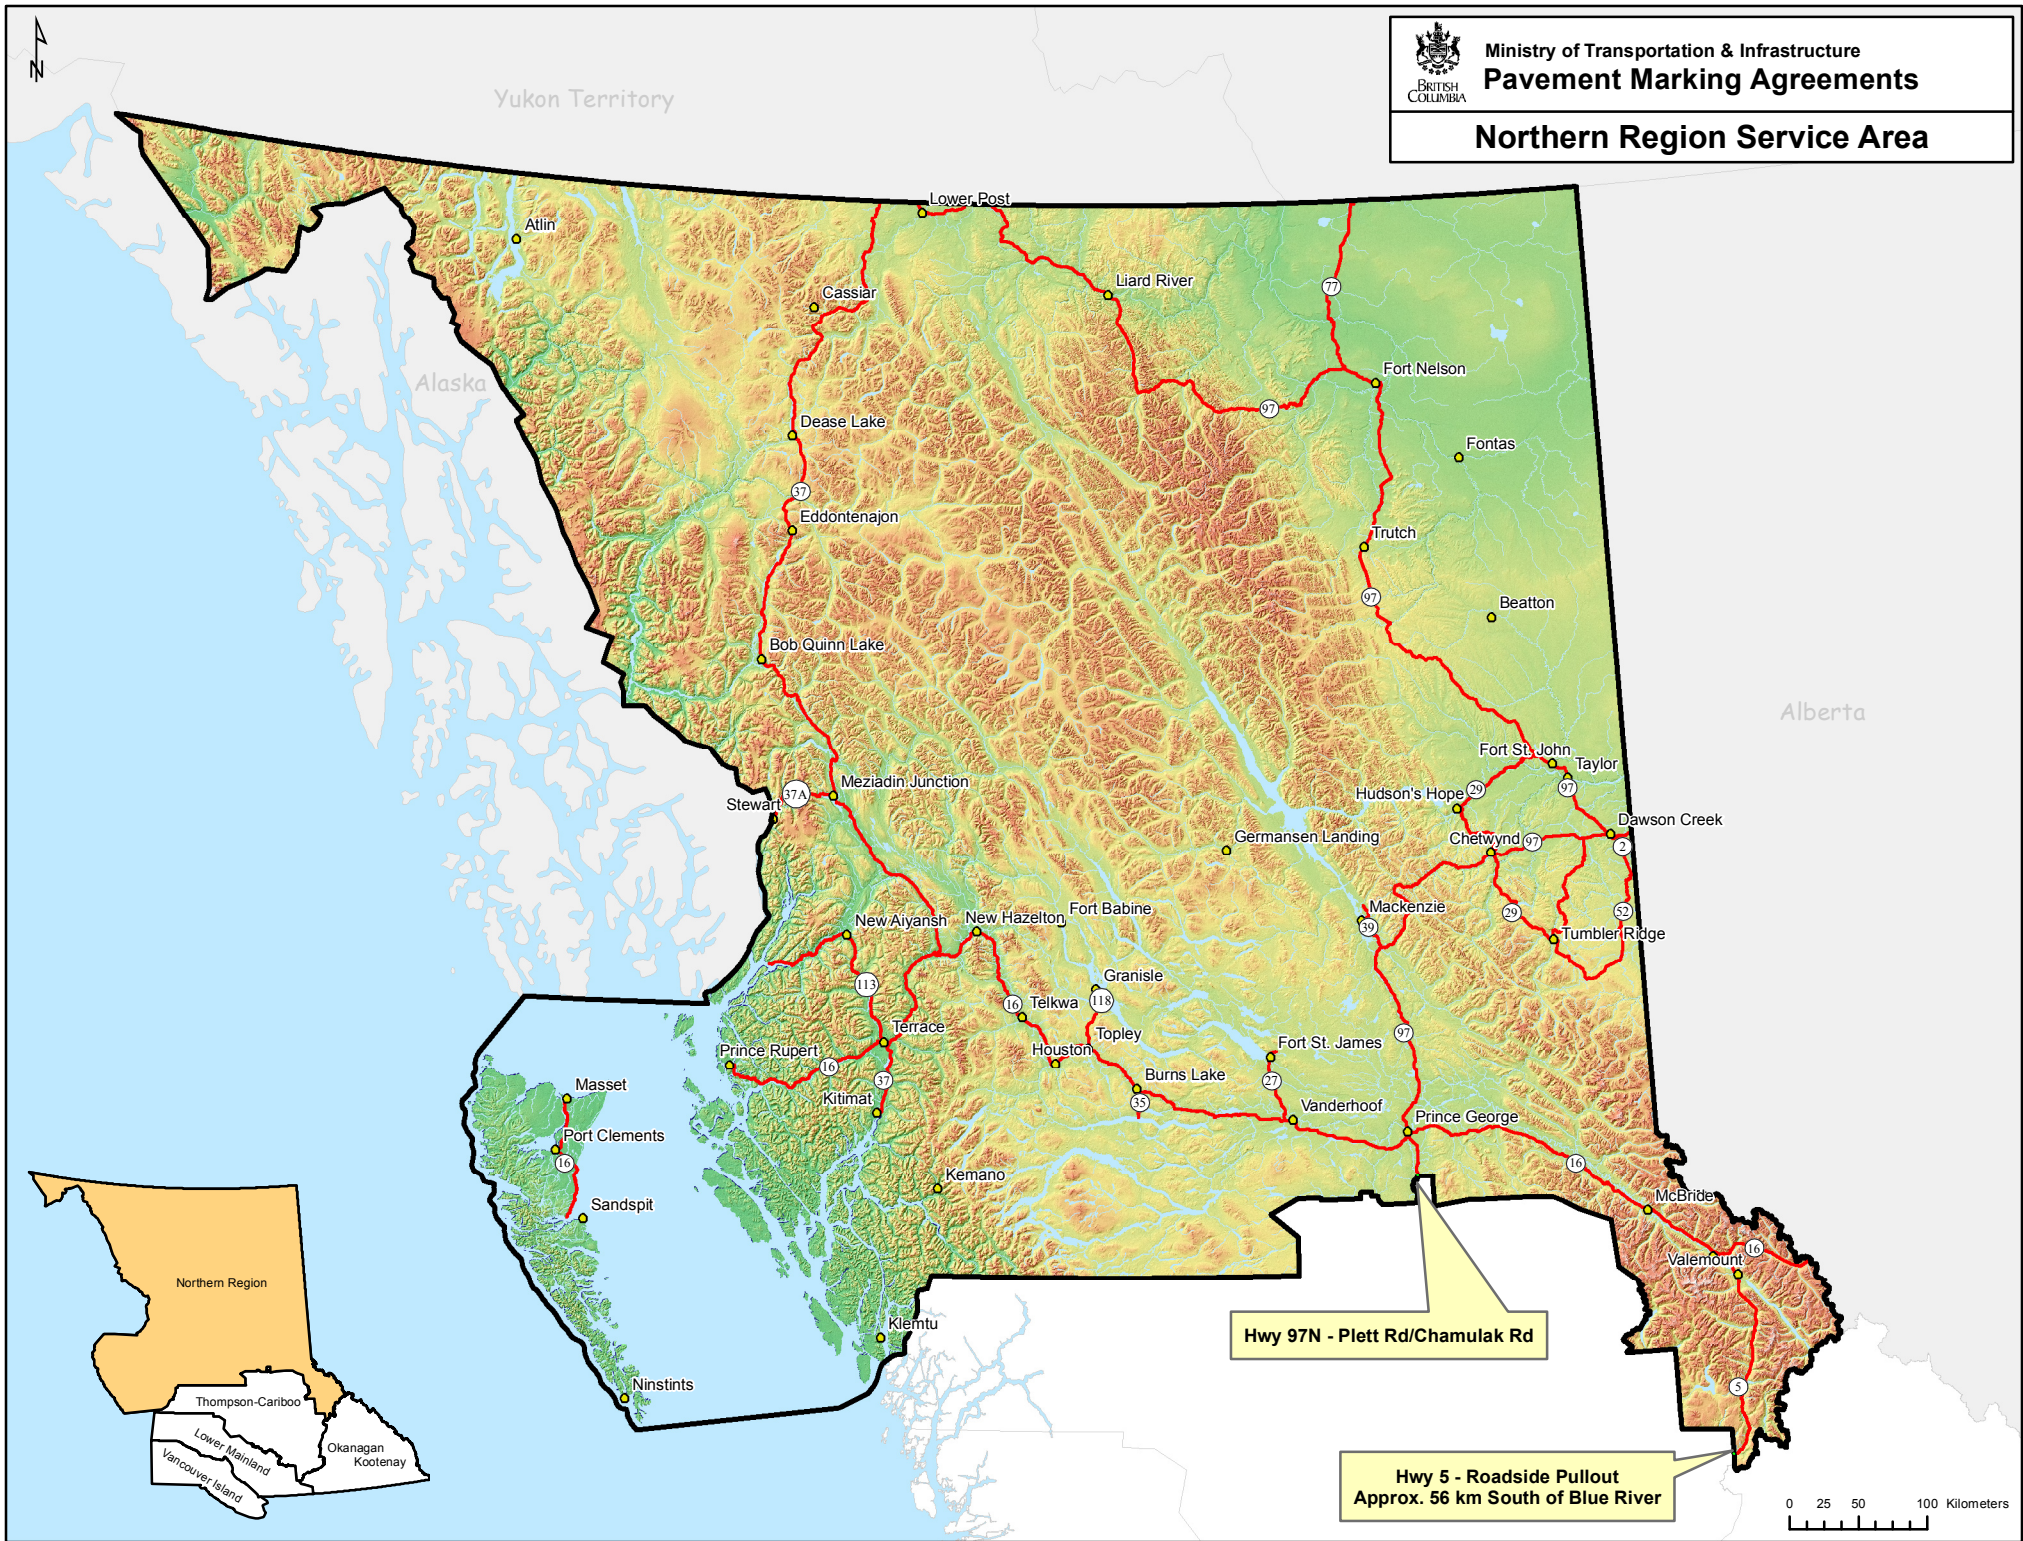 Ministry of Transportation & Infrastructure
Pavement Marking Agreements
BRITISH
COLUMBIA
Northern Region Service Area
N
Yukon Territory
Alaska
Alberta
Lower Post
Atlin
Cassiar
Liard River
77
Fort Nelson
97
Dease Lake
Fontas
37
Eddontenajon
Trutch
97
Beatton
Bob Quinn Lake
Fort St. John
Taylor
Meziadin Junction
37A
Stewart
29
97
Hudson's Hope
Dawson Creek
Germansen Landing
Chetwynd
97
2
New Aiyansh
New Hazelton
Fort Babine
Mackenzie
39
29
52
Tumbler Ridge
113
Granisle
118
16
Telkwa
Terrace
Topley
97
Prince Rupert
16
Houston
Fort St. James
37
Kitimat
Burns Lake
35
27
Vanderhoof
Prince George
Masset
Port Clements
16
16
Kemano
McBride
Sandspit
Valemount
16
Klemtu
Hwy 97N - Plett Rd/Chamulak Rd
5
Ninstints
Hwy 5 - Roadside Pullout
Approx. 56 km South of Blue River
Northern Region
Thompson-Cariboo
Lower Mainland
Okanagan
Kootenay
Vancouver Island
0 25 50 100 Kilometers